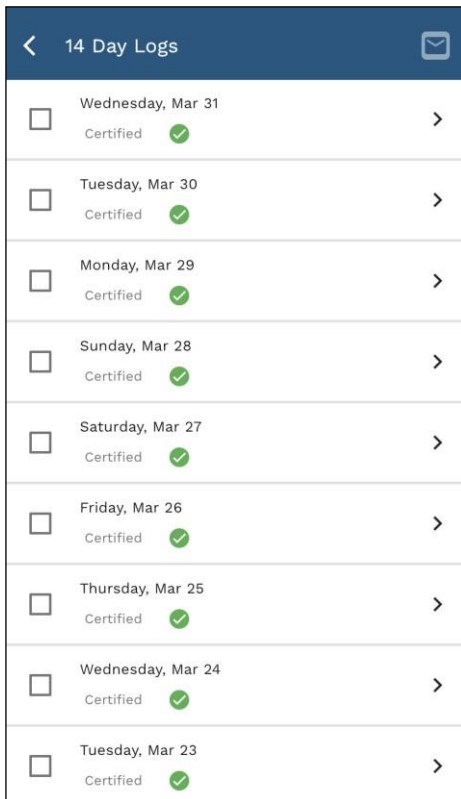 14 Day Logs
Wednesday, Mar 31
Certified
Tuesday, Mar 30
Certified
Monday, Mar 29
Certified
Sunday, Mar 28
Certified
Saturday, Mar 27
Certified
Friday, Mar 26
Certified
Thursday, Mar 25
Certified
Wednesday, Mar 24
Certified
Tuesday, Mar 23
Certified